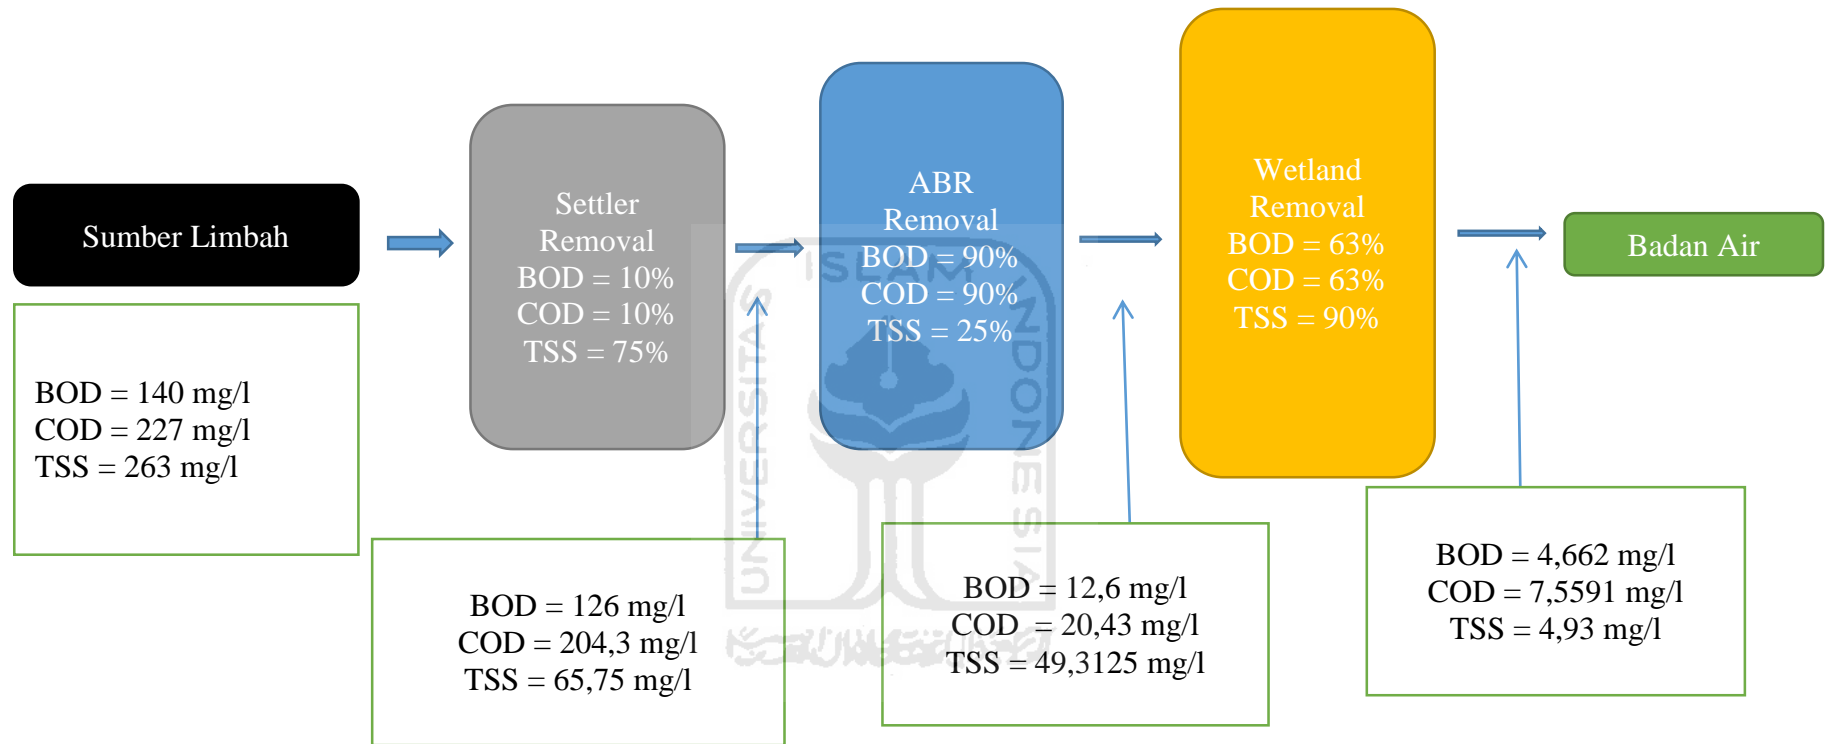 Sumber Limbah
BOD = 140 mg/l
COD = 227 mg/l
TSS = 263 mg/l
Settler
Removal
BOD = 10%
COD = 10%
TSS = 75%
BOD = 126 mg/l
COD = 204,3 mg/l
TSS = 65,75 mg/l
ABR
Removal
BOD = 90%
COD = 90%
TSS = 25%
BOD = 12,6 mg/l
COD = 20,43 mg/l
TSS = 49,3125 mg/l
Wetland
Removal
BOD = 63%
COD = 63%
TSS = 90%
BOD = 4,662 mg/l
COD = 7,5591 mg/l
TSS = 4,93 mg/l
Badan Air
UNIVERSITAS
ISLAM
INDONESIA